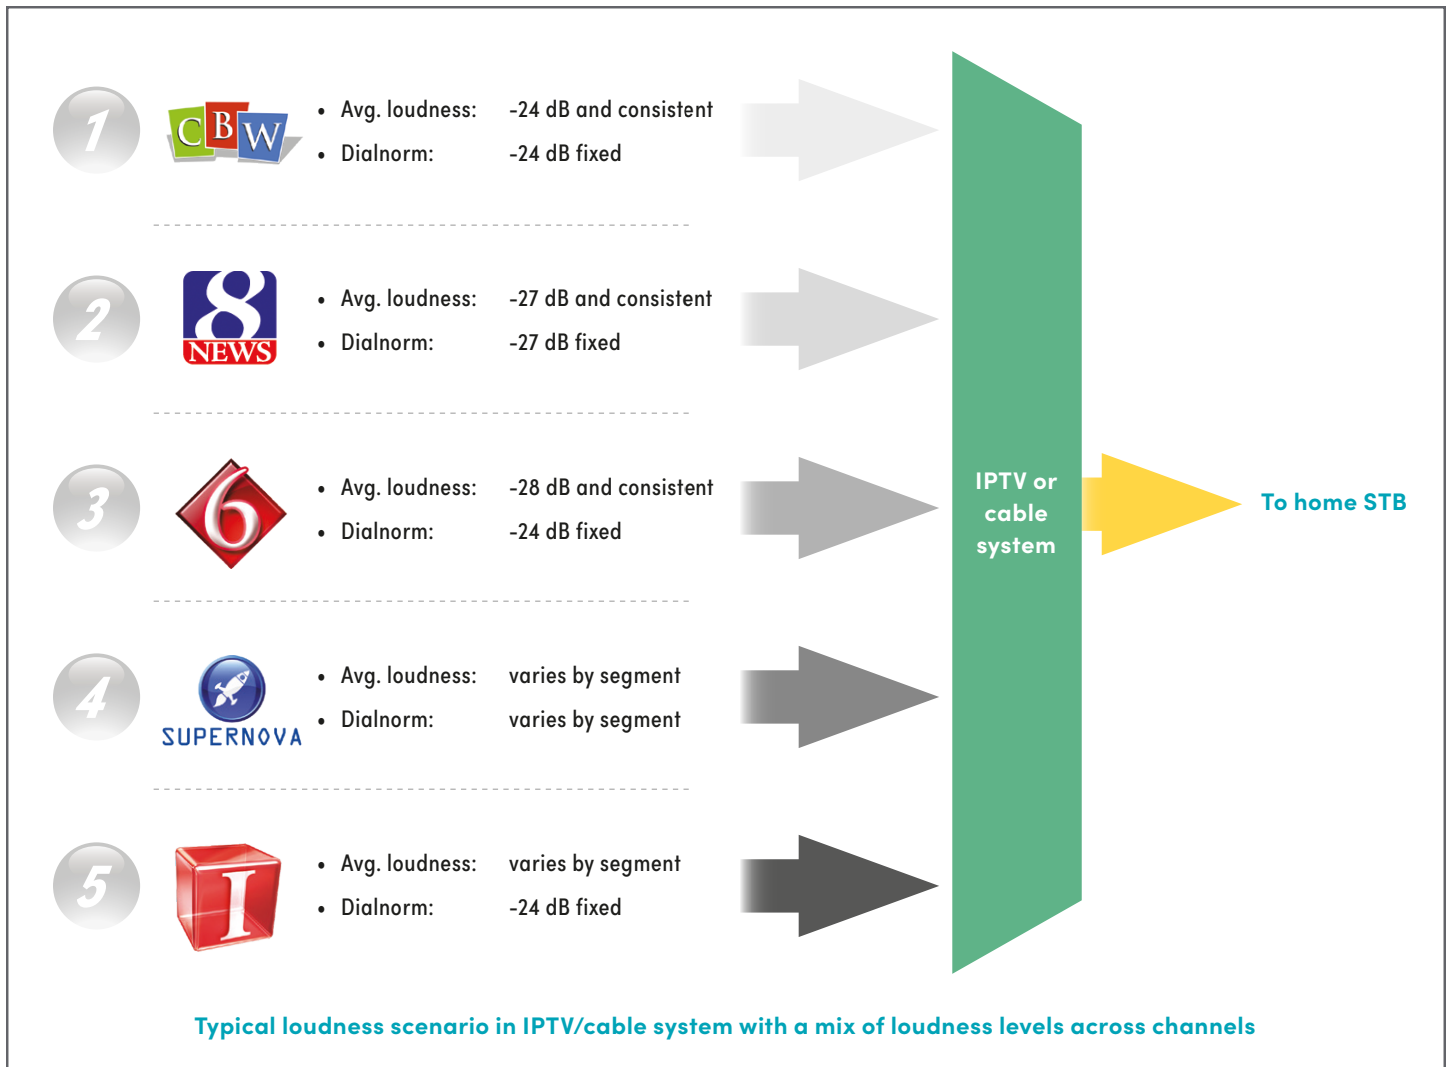 1
CBW
• Avg. loudness: -24 dB and consistent
• Dialnorm: -24 dB fixed
2
8
NEWS
• Avg. loudness: -27 dB and consistent
• Dialnorm: -27 dB fixed
3
6
• Avg. loudness: -28 dB and consistent
• Dialnorm: -24 dB fixed
IPTV or
cable
system
To home STB
4
SUPERNOVA
• Avg. loudness: varies by segment
• Dialnorm: varies by segment
5
I
• Avg. loudness: varies by segment
• Dialnorm: -24 dB fixed
Typical loudness scenario in IPTV/cable system with a mix of loudness levels across channels